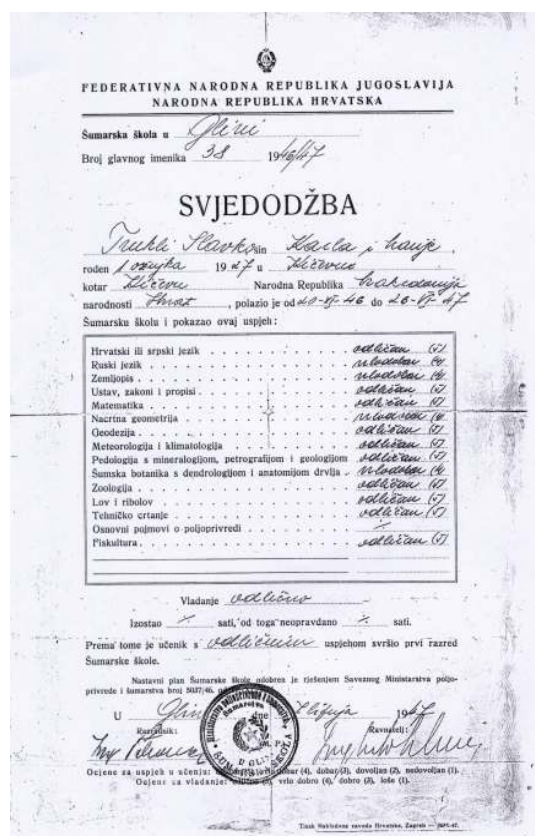 FEDERATIVNA NARODNA REPUBLIKA JUGOSLAVIJA
NARODNA REPUBLIKA HRVATSKA
Šumarska škola u Glini
Broj glavnog imenika 38 1946/47
SVJEDODŽBA
Slavko sin Karla i
rođen 1 ožujka 1927 u Kičevo
kotar Kičevu Narodna Republika
narodnosti Hrvat, polazio je od do
Šumarsku školu i pokazao ovaj uspjeh:
Hrvatski ili srpski jezik odličan (5)
Ruski jezik vrlodobar (4)
Zemljopis vrlodobar (4)
Ustav, zakoni i propisi odličan (5)
Matematika odličan (5)
Nacrtna geometrija vrlodobar (4)
Geodezija odličan (5)
Meteorologija i klimatologija odličan (5)
Pedologija s mineralogijom, petrografijom i geologijom odličan (5)
Šumska botanika s dendrologijom i anatomijom drvlja vrlodobar (4)
Zoologija odličan (5)
Lov i ribolov odličan (5)
Tehničko crtanje odličan (5)
Osnovni pojmovi o poljoprivredi
Fiskultura odličan (5)
Vladanje odlično
Izostao sati, od toga neopravdano sati.
Prema tome je učenik s odličnim uspjehom svršio prvi razred
Šumarske škole.
Nastavni plan Šumarske škole odobren je rješenjem Saveznog Ministarstva poljo-
privrede i šumarstva broj 5037/46.
U dne 1947
Razrednik: M. P. Ravnatelj:
Ocjene za uspjeh u učenju: dobar (4), dobar (3), dovoljan (2), nedovoljan (1).
Ocjene za vladanje: vrlo dobro (4), dobro (3), loše (1).
Tisak Nakladnog zavoda Hrvatske, Zagreb